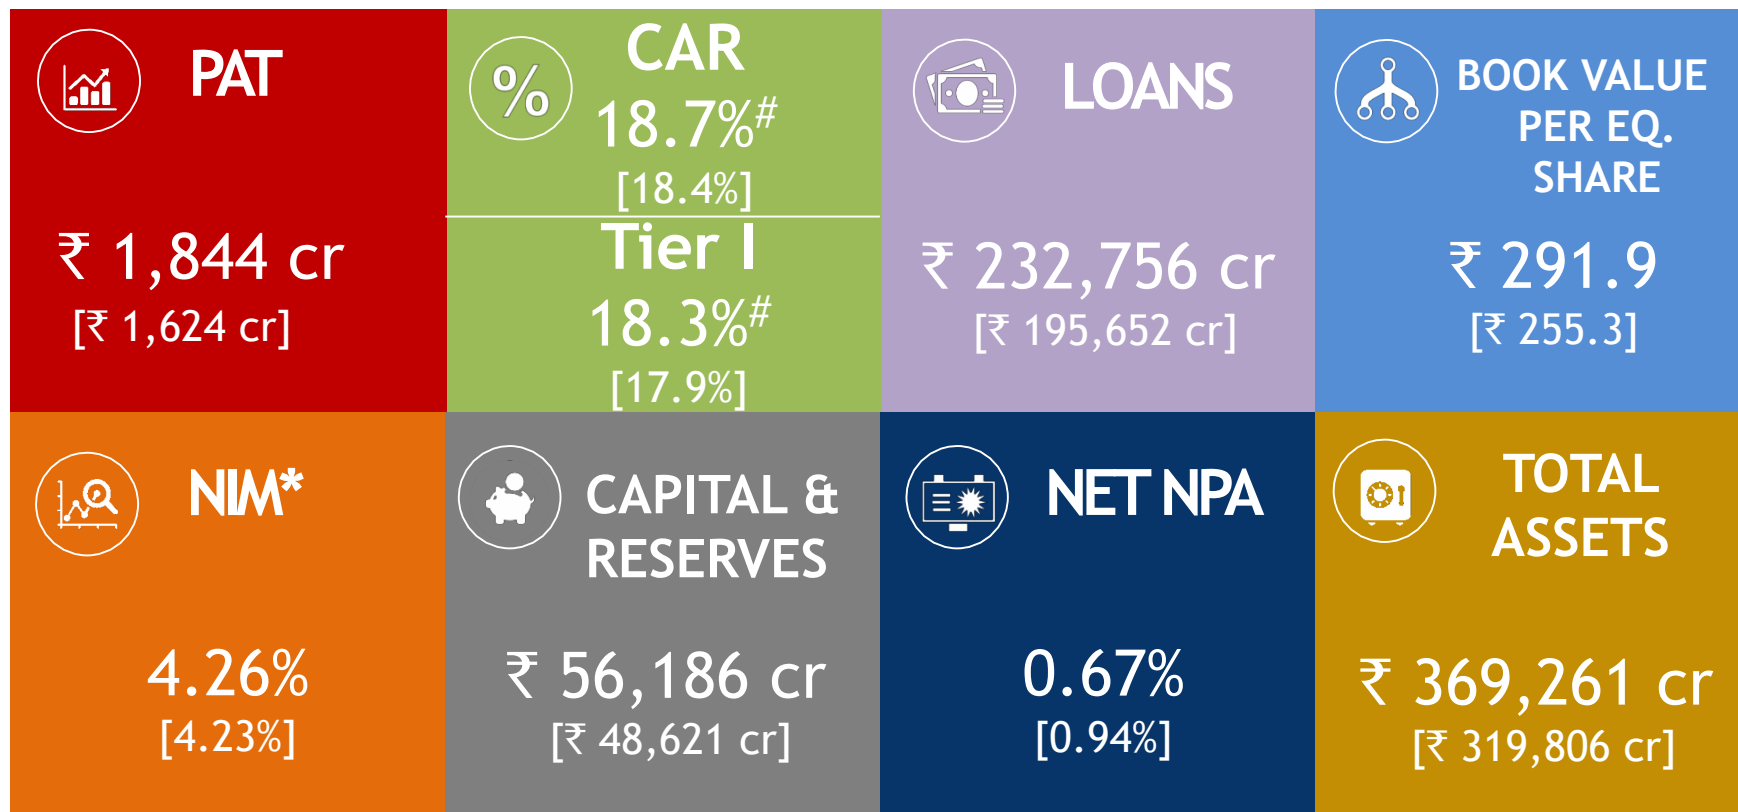 PAT
₹ 1,844 cr
[₹ 1,624 cr]
%
CAR
18.7%#
[18.4%]
Tier I
18.3%#
[17.9%]
LOANS
₹ 232,756 cr
[₹ 195,652 cr]
BOOK VALUE
PER EQ.
SHARE
₹ 291.9
[₹ 255.3]
NIM*
4.26%
[4.23%]
CAPITAL &
RESERVES
₹ 56,186 cr
[₹ 48,621 cr]
NET NPA
0.67%
[0.94%]
TOTAL
ASSETS
₹ 369,261 cr
[₹ 319,806 cr]